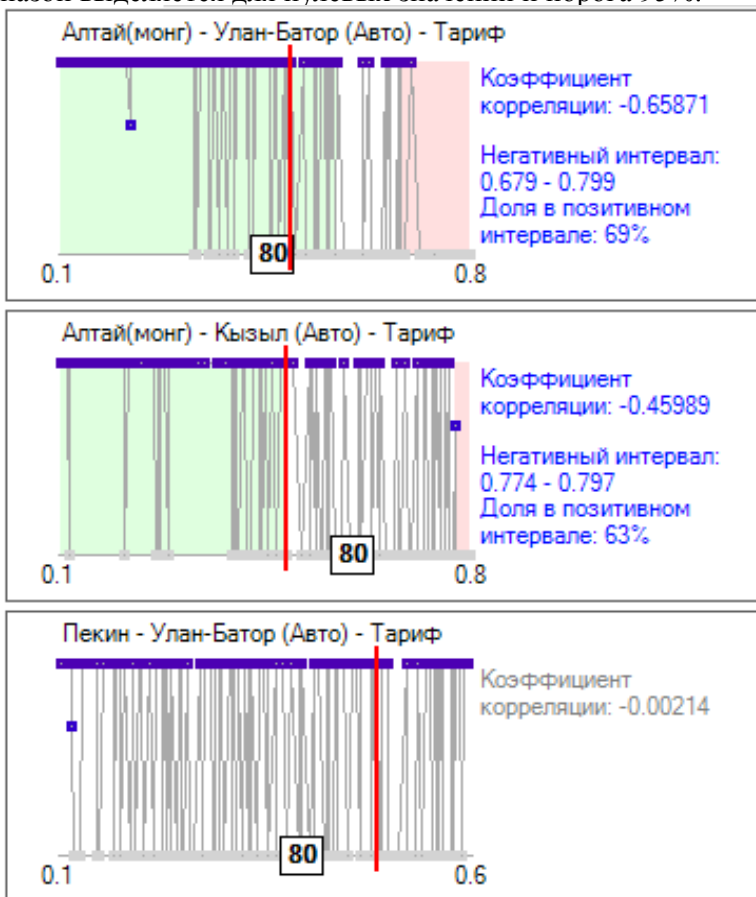 Алтай(монг) - Улан-Батор (Авто) - Тариф
Коэффициент
корреляции: -0.65871
Негативный интервал:
0.679 - 0.799
Доля в позитивном
интервале: 69%
80
0.1
0.8
Алтай(монг) - Кызыл (Авто) - Тариф
Коэффициент
корреляции: -0.45989
Негативный интервал:
0.774 - 0.797
Доля в позитивном
интервале: 63%
80
0.1
0.8
Пекин - Улан-Батор (Авто) - Тариф
Коэффициент
корреляции: -0.00214
80
0.1
0.6